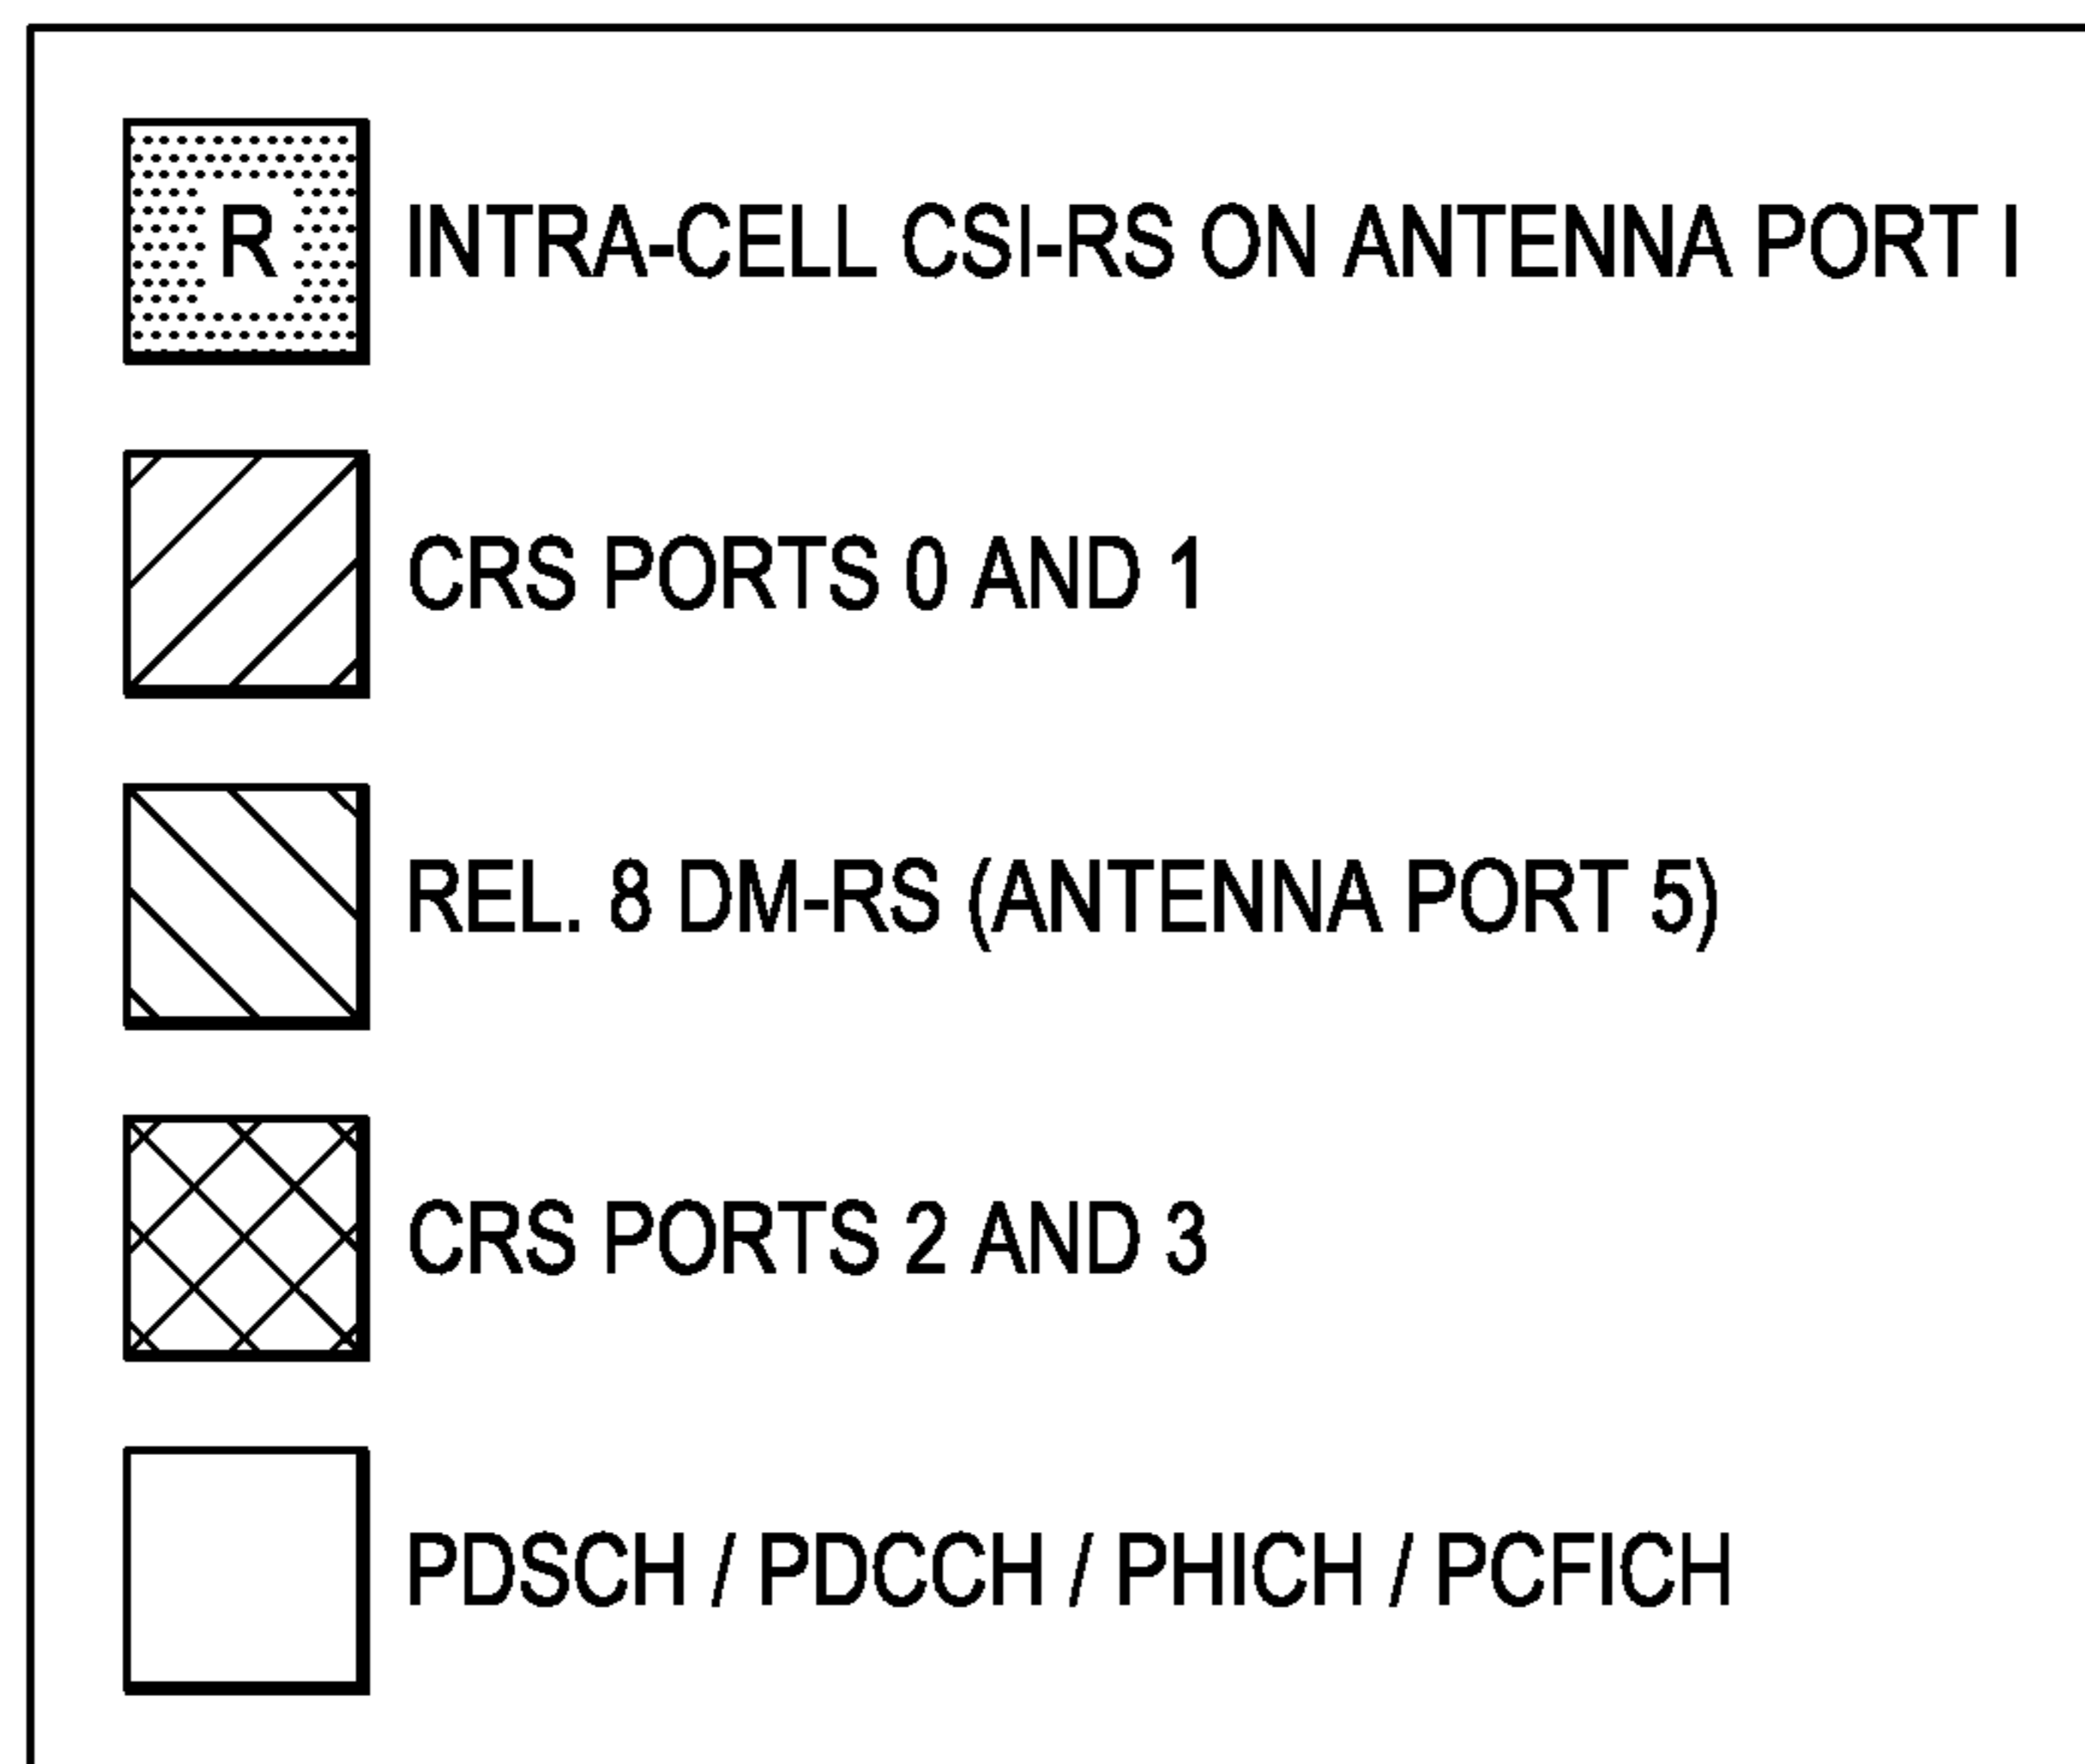 R INTRA-CELL CSI-RS ON ANTENNA PORT I
CRS PORTS 0 AND 1
REL. 8 DM-RS (ANTENNA PORT 5)
CRS PORTS 2 AND 3
PDSCH / PDCCH / PHICH / PCFICH